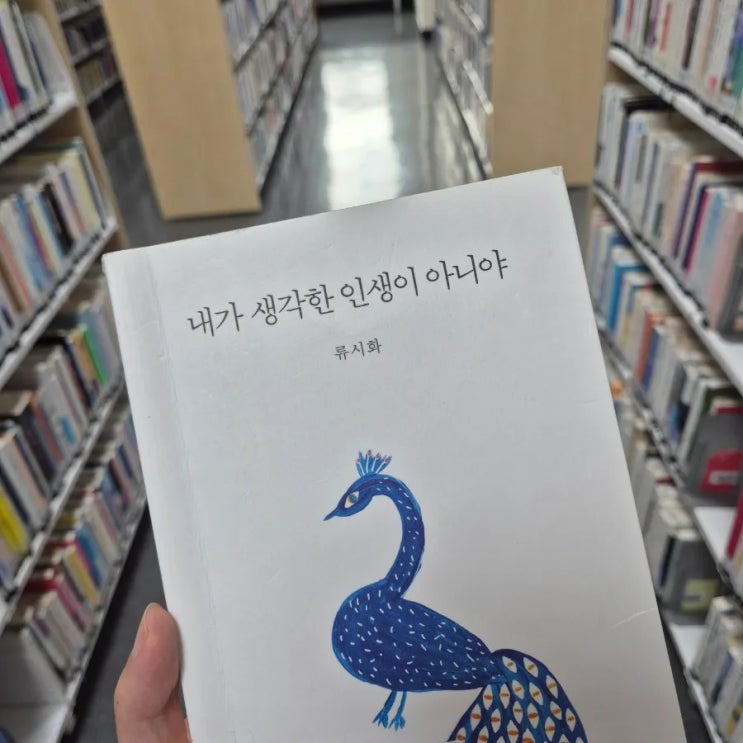 내가 생각한 인생이 아니야
류시화